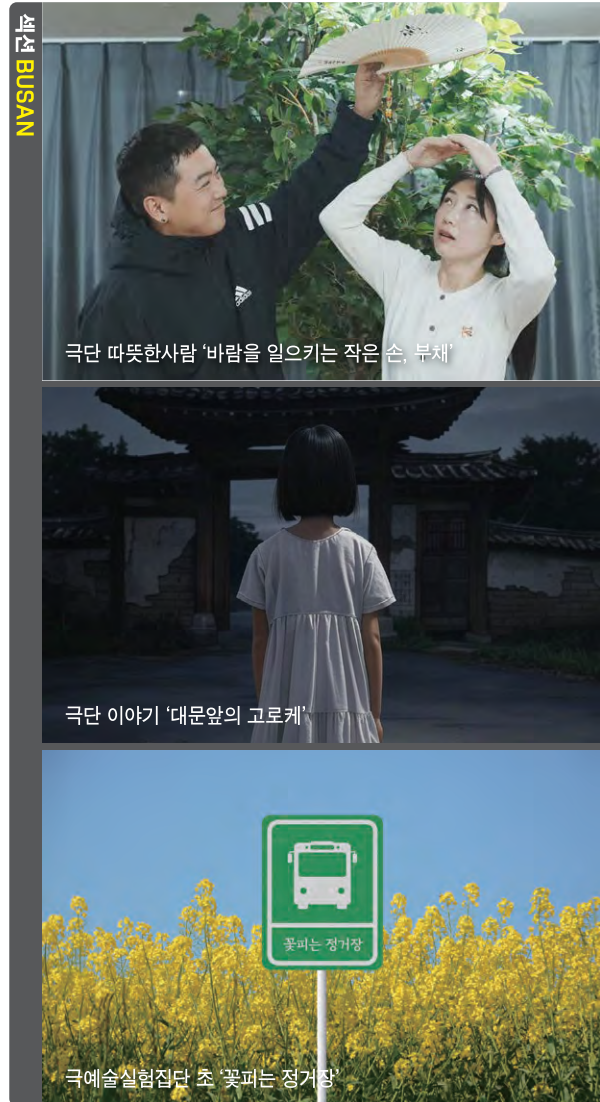 섹션 BUSAN
adidas
극단 따뜻한사람 ‘바람을 일으키는 작은 손, 부채’
극단 이야기 ‘대문앞의 고로케’
꽃피는 정거장
극예술실험집단 초 ‘꽃피는 정거장’